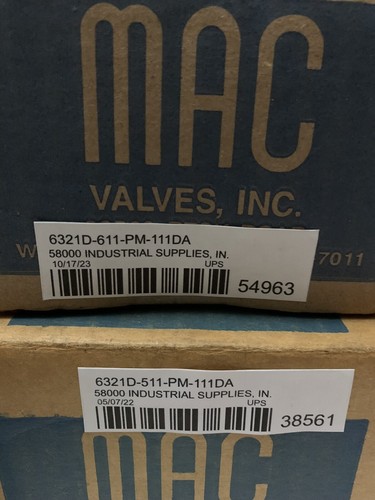 MAC
VALVES, INC.
W 7011
6321D-611-PM-111DA
58000 INDUSTRIAL SUPPLIES, IN.
10/17/23 UPS
54963
6321D-511-PM-111DA
58000 INDUSTRIAL SUPPLIES, IN.
05/07/22 UPS
38561
MAC